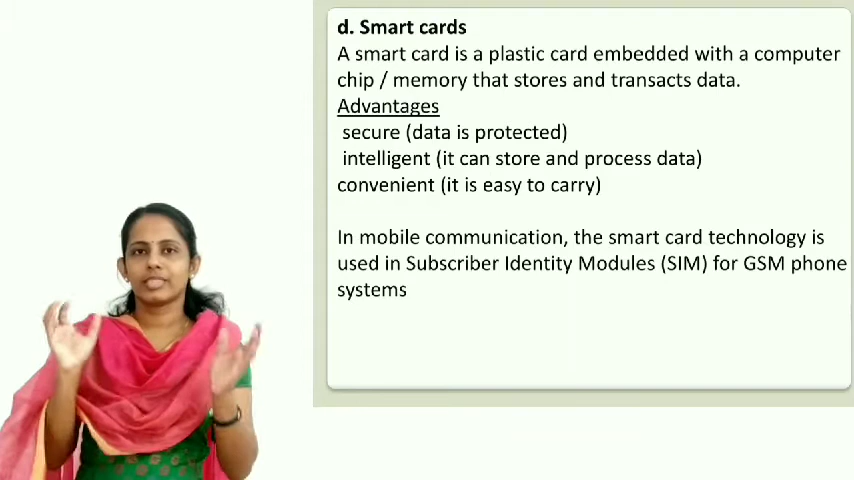 d. Smart cards
A smart card is a plastic card embedded with a computer
chip / memory that stores and transacts data.
Advantages
secure (data is protected)
intelligent (it can store and process data)
convenient (it is easy to carry)
In mobile communication, the smart card technology is
used in Subscriber Identity Modules (SIM) for GSM phone
systems